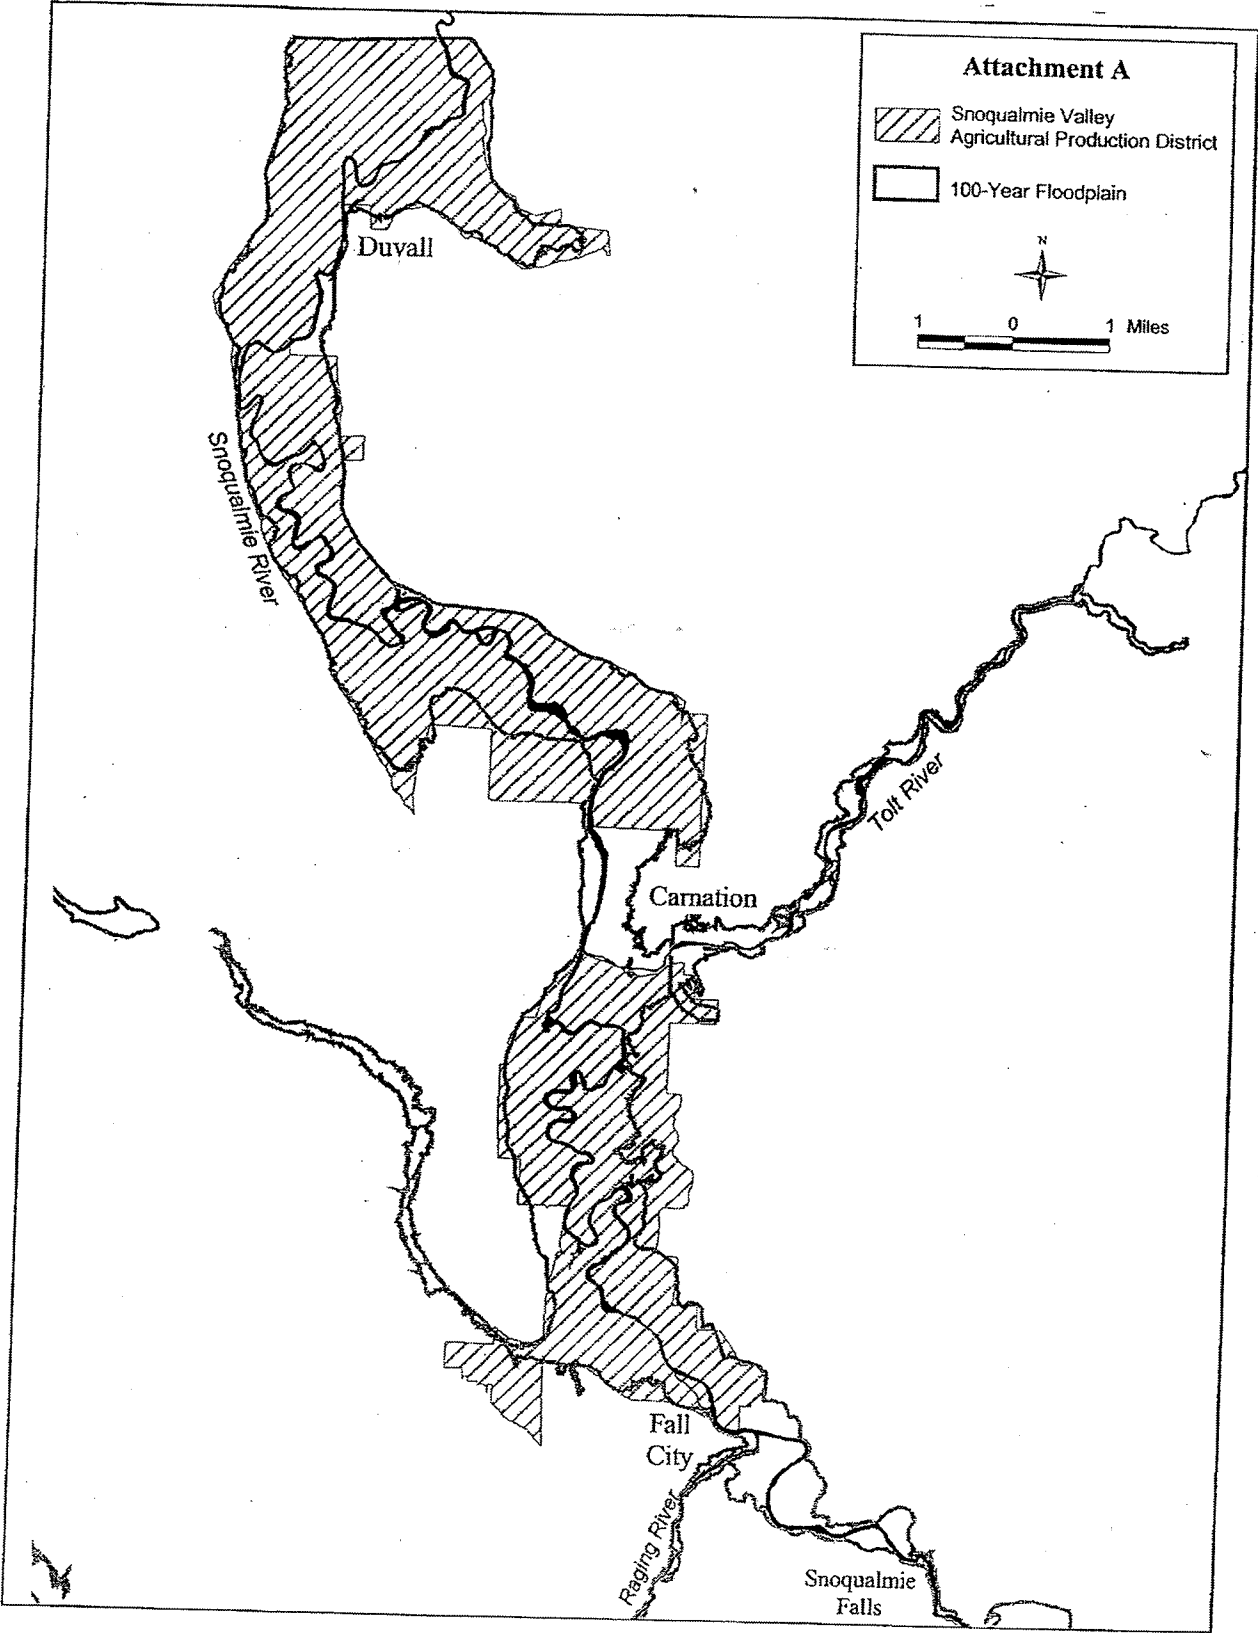 Attachment A
Snoqualmie Valley
Agricultural Production District
100-Year Floodplain
N
1 0 1 Miles
Duvall
Snoqualmie River
Tolt River
Carnation
Fall
City
Raging River
Snoqualmie
Falls